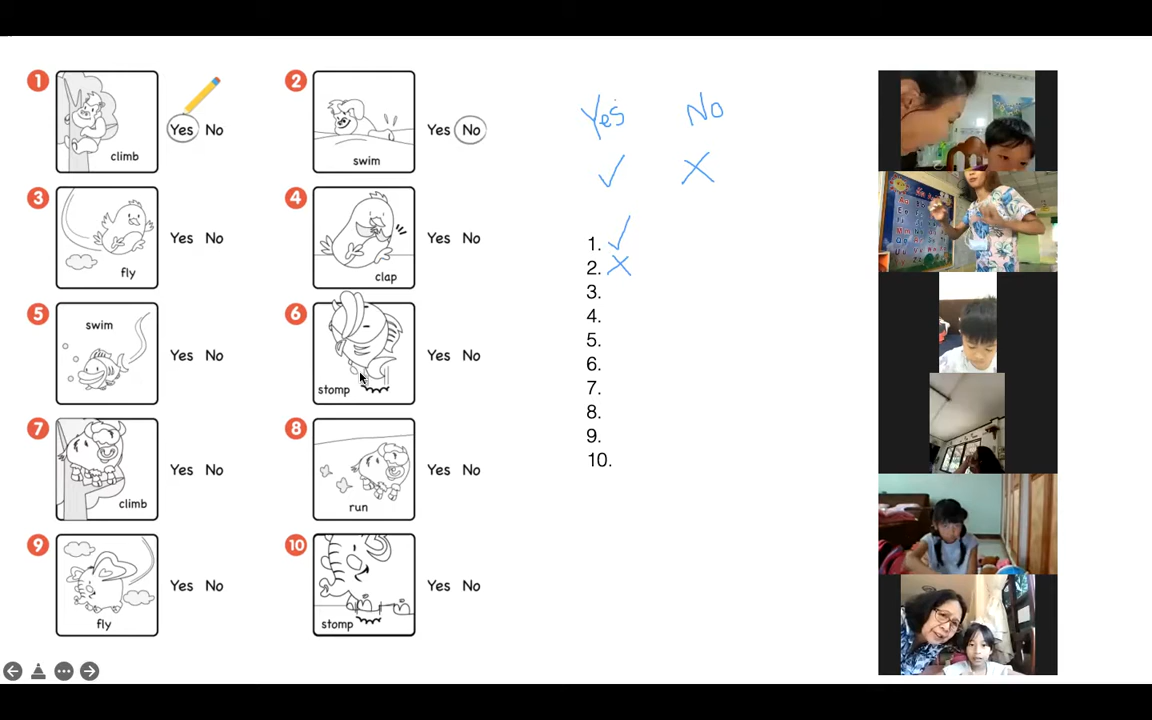 1
climb
Yes No
2
swim
Yes No
3
fly
Yes No
4
clap
Yes No
5
swim
Yes No
6
stomp
Yes No
7
climb
Yes No
8
run
Yes No
9
fly
Yes No
10
stomp
Yes No
Yes No
✓ X
1. ✓
2. X
3.
4.
5.
6.
7.
8.
9.
10.